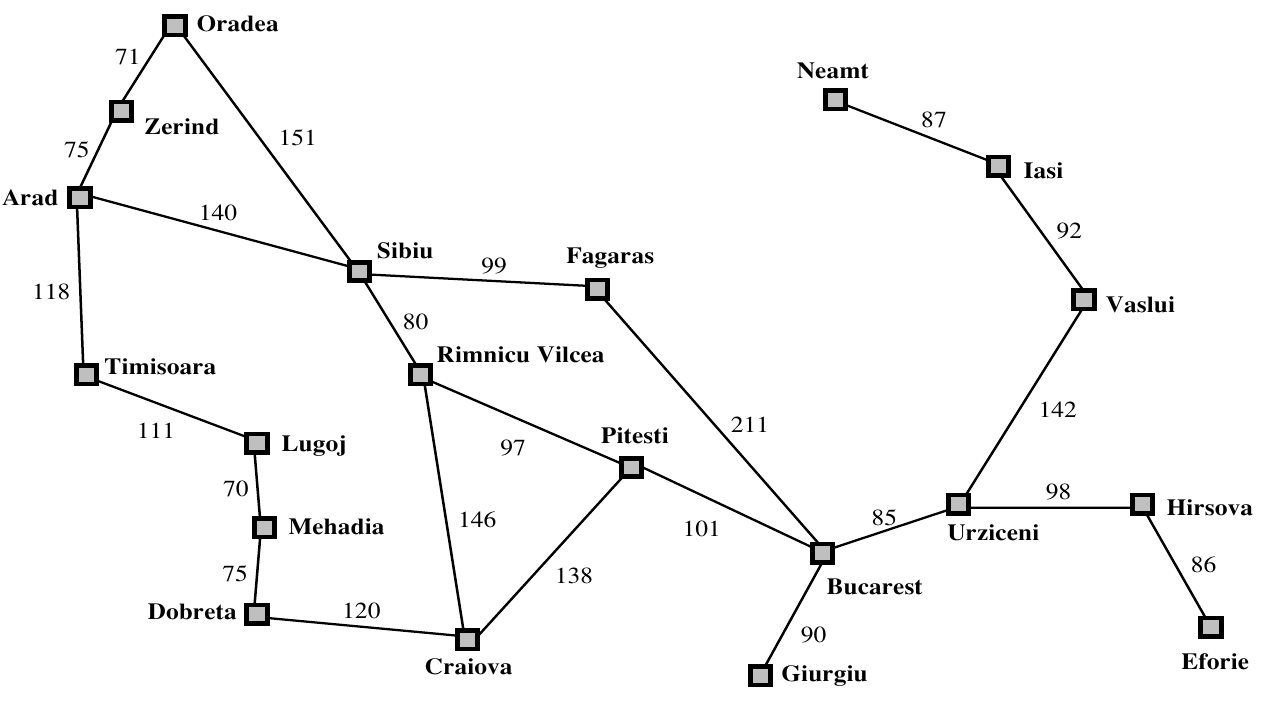 Oradea
71
Neamt
87
Zerind
151
75
Iasi
Arad
140
92
Sibiu
Fagaras
99
118
Vaslui
80
Rimnicu Vilcea
Timisoara
142
211
111
Pitesti
Lugoj
97
70
98
Hirsova
146
85
Mehadia
101
Urziceni
75
138
86
Bucarest
Dobreta
120
90
Craiova
Giurgiu
Eforie